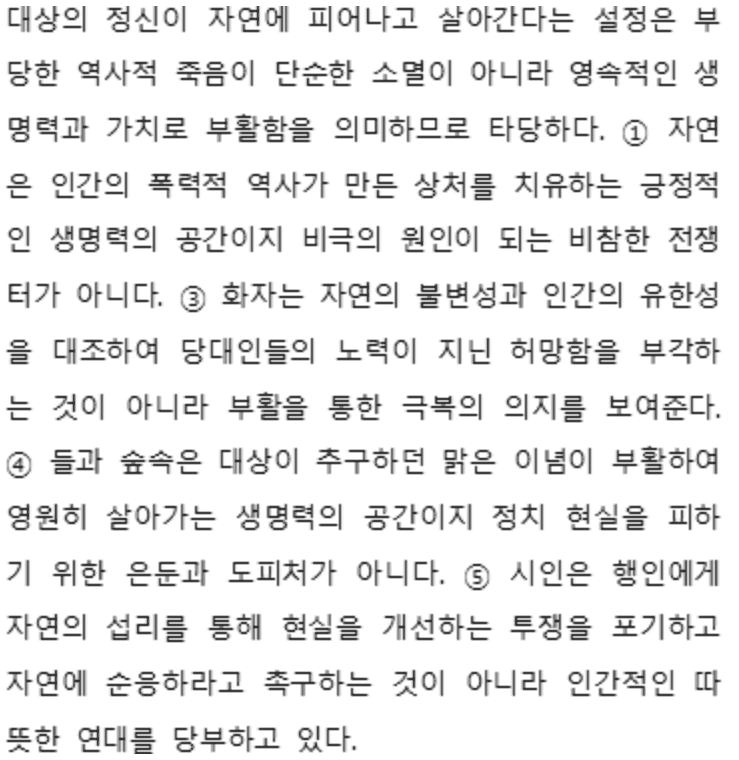 대상의 정신이 자연에 피어나고 살아간다는 설정은 부
당한 역사적 죽음이 단순한 소멸이 아니라 영속적인 생
명력과 가치로 부활함을 의미하므로 타당하다. ① 자연
은 인간의 폭력적 역사가 만든 상처를 치유하는 긍정적
인 생명력의 공간이지 비극의 원인이 되는 비참한 전쟁
터가 아니다. ③ 화자는 자연의 불변성과 인간의 유한성
을 대조하여 당대인들의 노력이 지닌 허망함을 부각하
는 것이 아니라 부활을 통한 극복의 의지를 보여준다.
④ 들과 숲속은 대상이 추구하던 맑은 이념이 부활하여
영원히 살아가는 생명력의 공간이지 정치 현실을 피하
기 위한 은둔과 도피처가 아니다. ⑤ 시인은 행인에게
자연의 섭리를 통해 현실을 개선하는 투쟁을 포기하고
자연에 순응하라고 촉구하는 것이 아니라 인간적인 따
뜻한 연대를 당부하고 있다.